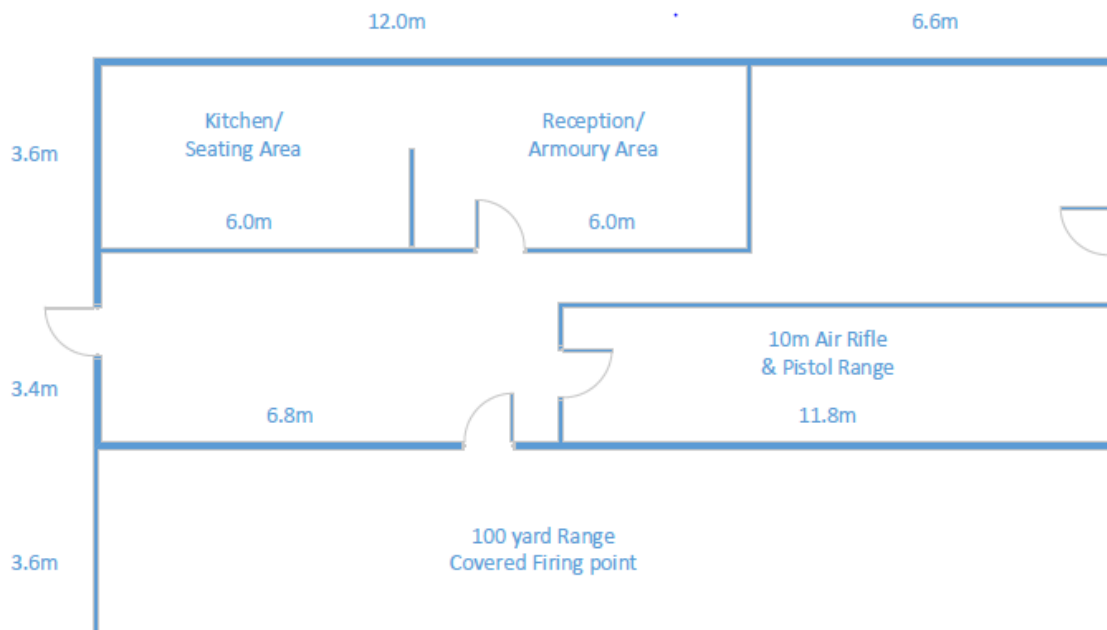 12.0m
6.6m
Kitchen/
Seating Area
Reception/
Armoury Area
3.6m
6.0m
6.0m
10m Air Rifle
& Pistol Range
3.4m
6.8m
11.8m
100 yard Range
Covered Firing point
3.6m